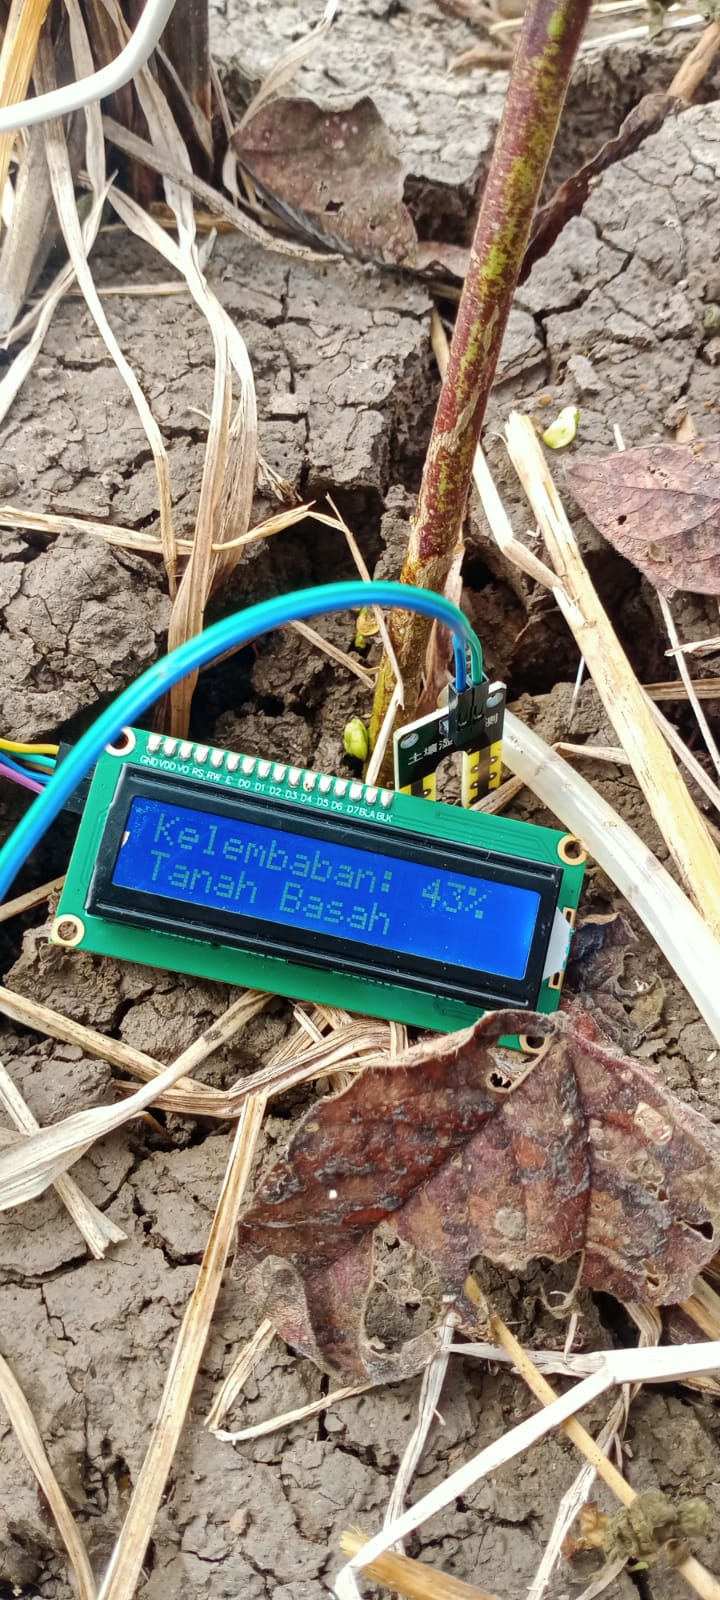 土壤湿 测
GND VDD VO RS RW E D0 D1 D2 D3 D4 D5 D6 D7 BLA BLK
Kelembaban: 43%
Tanah Basah